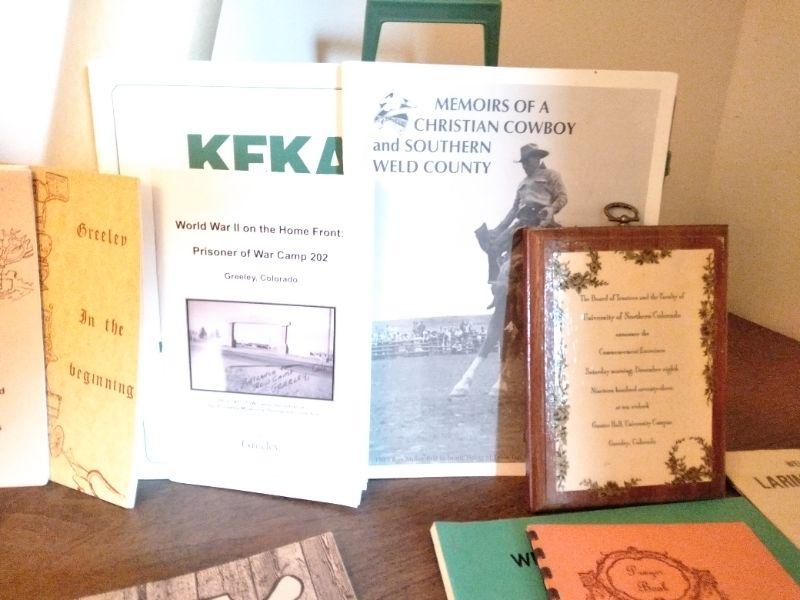 KFKA
MEMOIRS OF A
CHRISTIAN COWBOY
and SOUTHERN
WELD COUNTY
Greeley
In the
beginning
World War II on the Home Front:
Prisoner of War Camp 202
Greeley, Colorado
Greeley
The Board of Trustees and the Faculty of
University of Northern Colorado
announce the
Commencement Exercises
Saturday morning, December eighth
Nineteen hundred seventy-three
at ten o'clock
Gunter Hall, University Campus
Greeley, Colorado
LARI
W
Prayer
Book